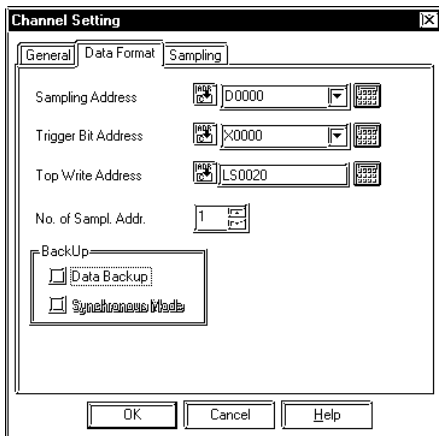 Channel Setting
General Data Format Sampling
Sampling Address D0000
Trigger Bit Address X0000
Top Write Address LS0020
No. of Sampl. Addr. 1
BackUp
Data Backup
Synchronous Mode
OK Cancel Help